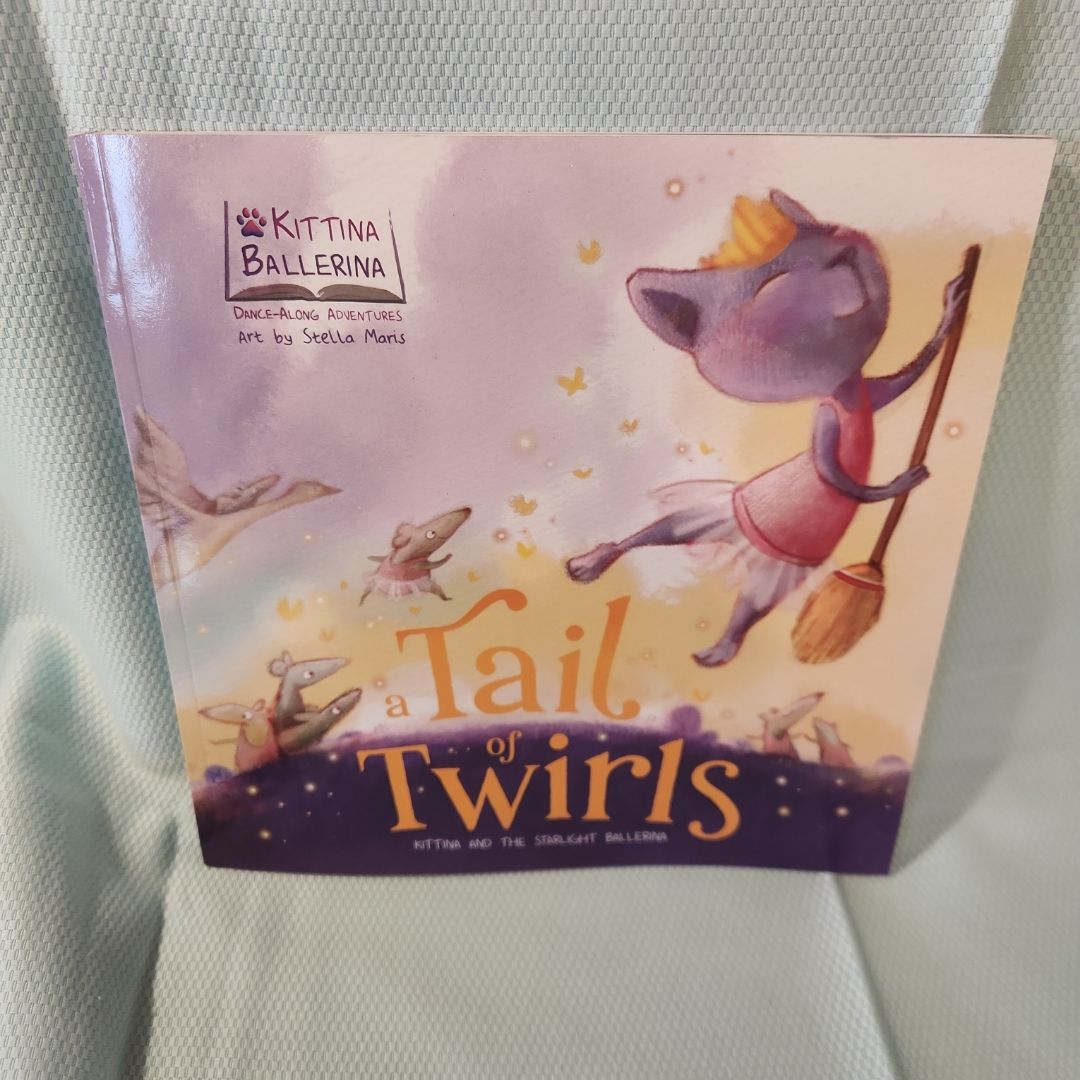 KITTINA
BALLERINA
DANCE-ALONG ADVENTURES
Art by Stella Maris
a Tail
of
Twirls
KITTINA AND THE STARLIGHT BALLERINA